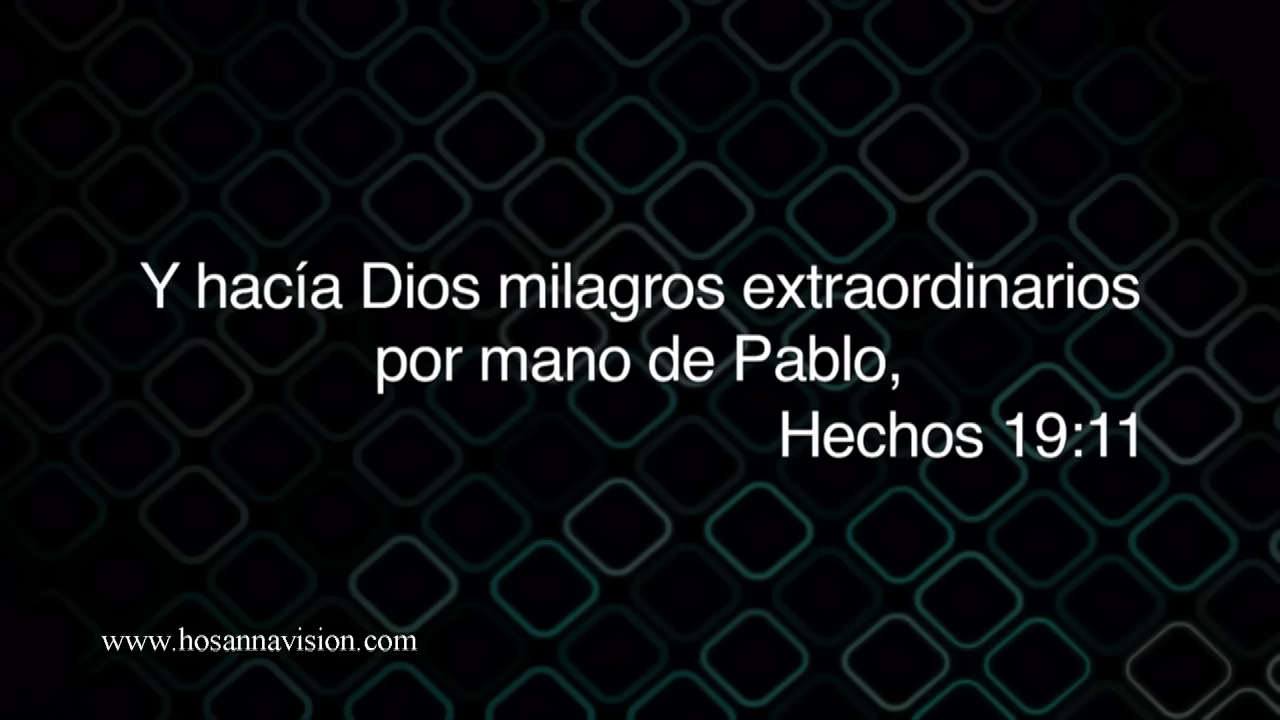 Y hacía Dios milagros extraordinarios
por mano de Pablo,
Hechos 19:11
www.hosannavision.com